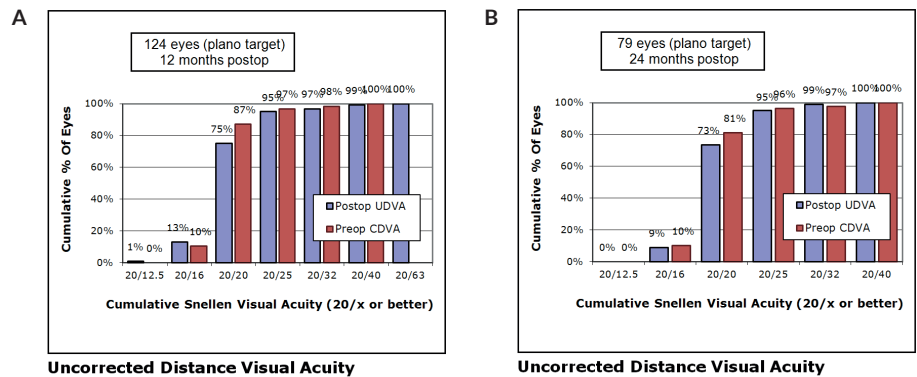 A
124 eyes (plano target)
12 months postop
Cumulative % Of Eyes
100%
80%
60%
40%
20%
0%
1% 0% 13% 10% 75% 87% 95% 97% 97% 98% 99% 100% 100%
Postop UDVA
Preop CDVA
20/12.5 20/16 20/20 20/25 20/32 20/40 20/63
Cumulative Snellen Visual Acuity (20/x or better)
Uncorrected Distance Visual Acuity
B
79 eyes (plano target)
24 months postop
Cumulative % Of Eyes
100%
80%
60%
40%
20%
0%
0% 0% 9% 10% 73% 81% 95% 96% 99% 97% 100% 100%
Postop UDVA
Preop CDVA
20/12.5 20/16 20/20 20/25 20/32 20/40
Cumulative Snellen Visual Acuity (20/x or better)
Uncorrected Distance Visual Acuity